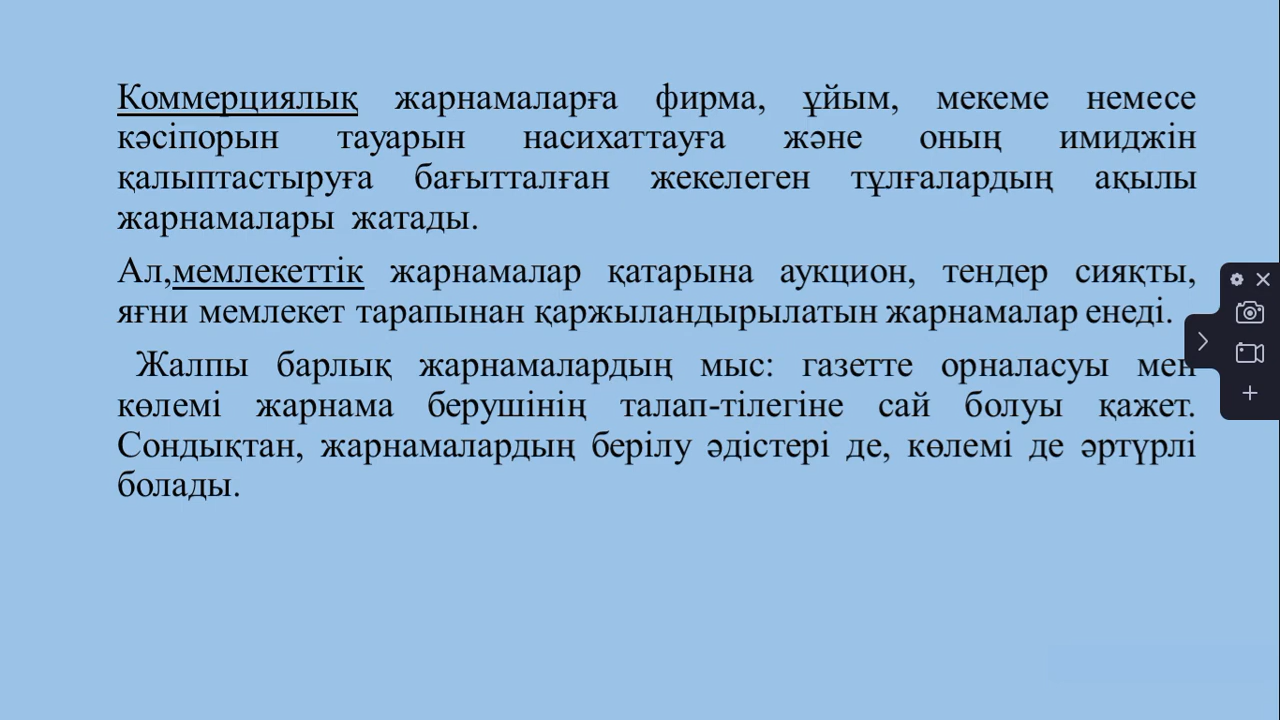 Коммерциялық жарнамаларға фирма, ұйым, мекеме немесе
кәсіпорын тауарын насихаттауға және оның имиджін
қалыптастыруға бағытталған жекелеген тұлғалардың ақылы
жарнамалары жатады.
Ал,мемлекеттік жарнамалар қатарына аукцион, тендер сияқты,
яғни мемлекет тарапынан қаржыландырылатын жарнамалар енеді.
Жалпы барлық жарнамалардың мыс: газетте орналасуы мен
көлемі жарнама берушінің талап-тілегіне сай болуы қажет.
Сондықтан, жарнамалардың берілу әдістері де, көлемі де әртүрлі
болады.